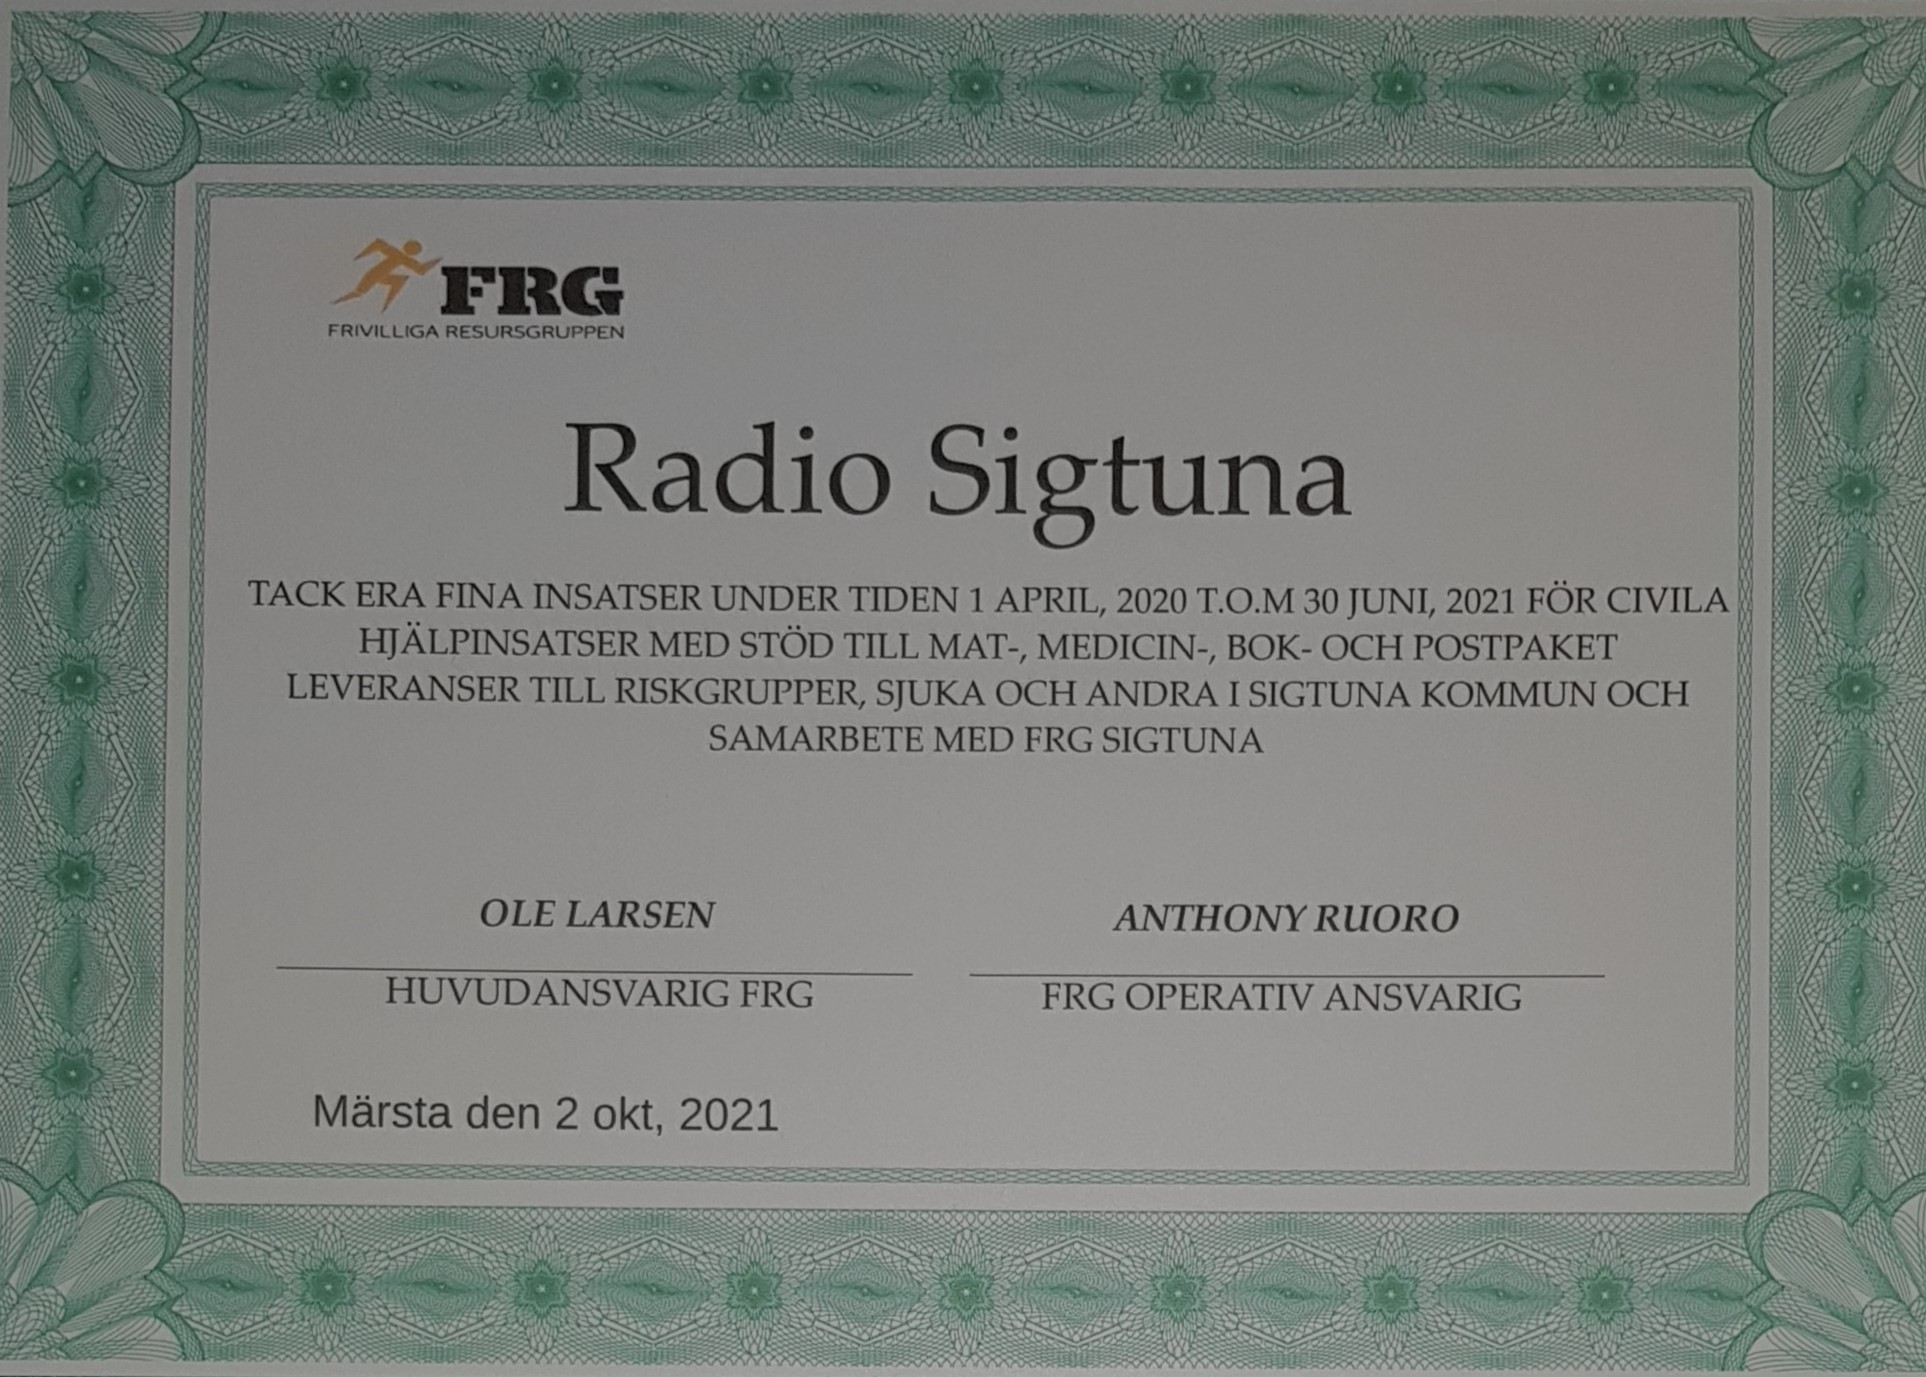 FRG
FRIVILLIGA RESURSGRUPPEN
Radio Sigtuna
TACK ERA FINA INSATSER UNDER TIDEN 1 APRIL, 2020 T.O.M 30 JUNI, 2021 FÖR CIVILA
HJÄLPINSATSER MED STÖD TILL MAT-, MEDICIN-, BOK- OCH POSTPAKET
LEVERANSER TILL RISKGRUPPER, SJUKA OCH ANDRA I SIGTUNA KOMMUN OCH
SAMARBETE MED FRG SIGTUNA
OLE LARSEN
HUVUDANSVARIG FRG
ANTHONY RUORO
FRG OPERATIV ANSVARIG
Märsta den 2 okt, 2021